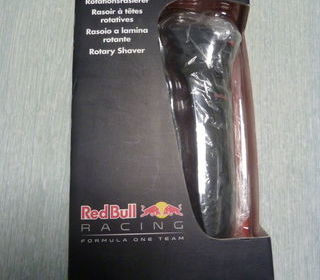 Rotationsrasierer
Rasoir à têtes
rotatives
Rasoio a lamina
rotante
Rotary Shaver
Red Bull
RACING
FORMULA ONE TEAM